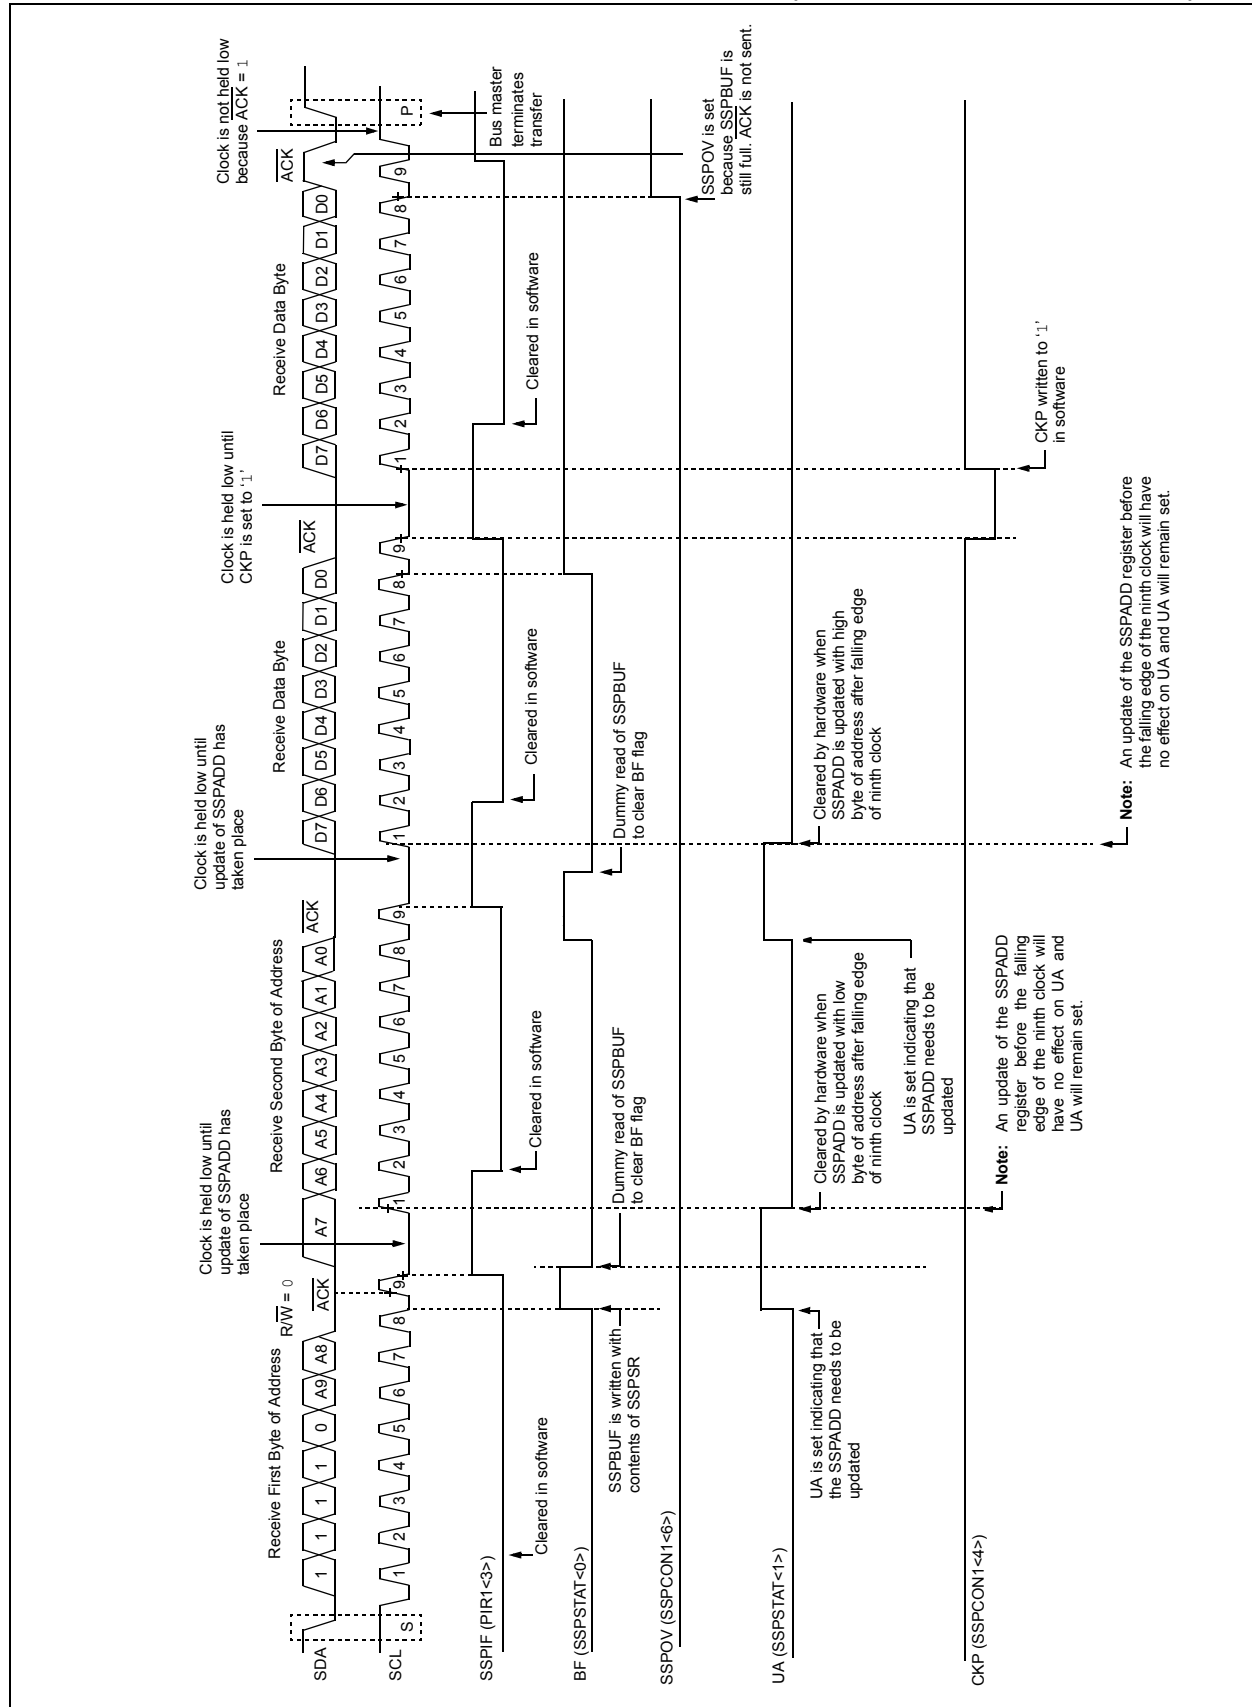 Receive First Byte of Address
R/W = 0
Clock is held low until
update of SSPADD has
taken place
Receive Second Byte of Address
Clock is held low until
update of SSPADD has
taken place
Receive Data Byte
Clock is held low until
CKP is set to ‘1’
Receive Data Byte
Clock is not held low
because ACK = 1
SDA
1 1 1 1 0 A9 A8
ACK
A7 A6 A5 A4 A3 A2 A1 A0
ACK
D7 D6 D5 D4 D3 D2 D1 D0
ACK
D7 D6 D5 D4 D3 D2 D1 D0
ACK
SCL
S
1 2 3 4 5 6 7 8 9
1 2 3 4 5 6 7 8 9
1 2 3 4 5 6 7 8 9
1 2 3 4 5 6 7 8 9
P
Bus master
terminates
transfer
SSPIF (PIR1<3>)
Cleared in software
Cleared in software
Cleared in software
Cleared in software
BF (SSPSTAT<0>)
SSPBUF is written with
contents of SSPSR
Dummy read of SSPBUF
to clear BF flag
Dummy read of SSPBUF
to clear BF flag
SSPOV (SSPCON1<6>)
SSPOV is set
because SSPBUF is
still full. ACK is not sent.
UA (SSPSTAT<1>)
UA is set indicating that
the SSPADD needs to be
updated
Cleared by hardware when
SSPADD is updated with low
byte of address after falling edge
of ninth clock
UA is set indicating that
SSPADD needs to be
updated
Cleared by hardware when
SSPADD is updated with high
byte of address after falling edge
of ninth clock
CKP (SSPCON1<4>)
Note: An update of the SSPADD
register before the falling
edge of the ninth clock will
have no effect on UA and
UA will remain set.
Note: An update of the SSPADD register before
the falling edge of the ninth clock will have
no effect on UA and UA will remain set.
CKP written to ‘1’
in software